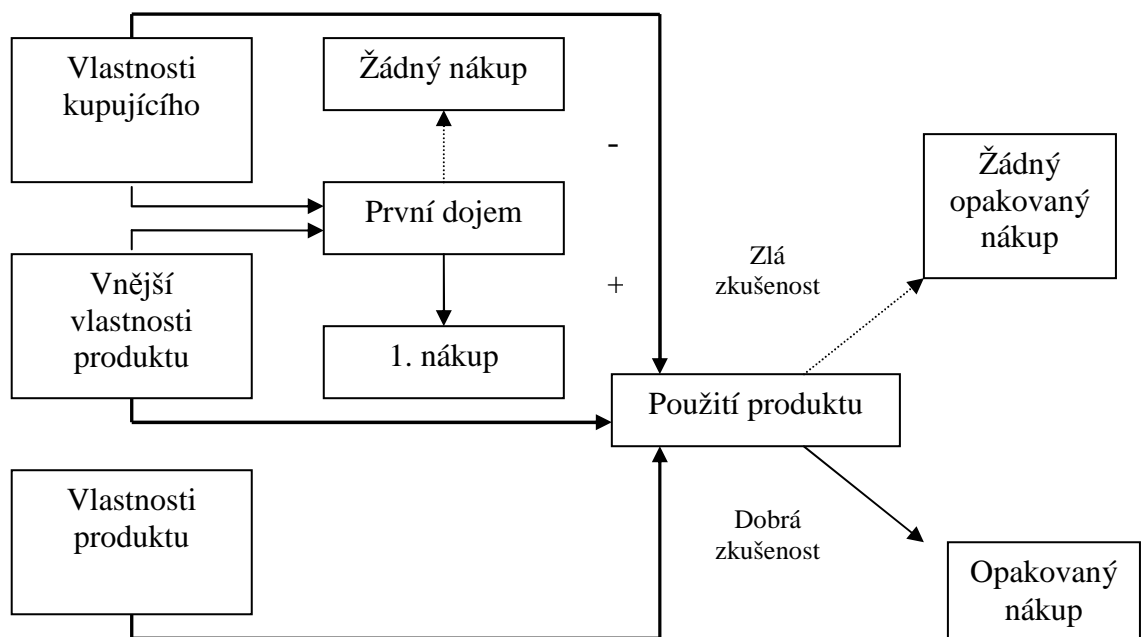 Vlastnosti
kupujícího
Žádný nákup
-
Žádný
opakovaný
nákup
První dojem
Vnější
vlastnosti
produktu
+
Zlá
zkušenost
1. nákup
Použití produktu
Vlastnosti
produktu
Dobrá
zkušenost
Opakovaný
nákup